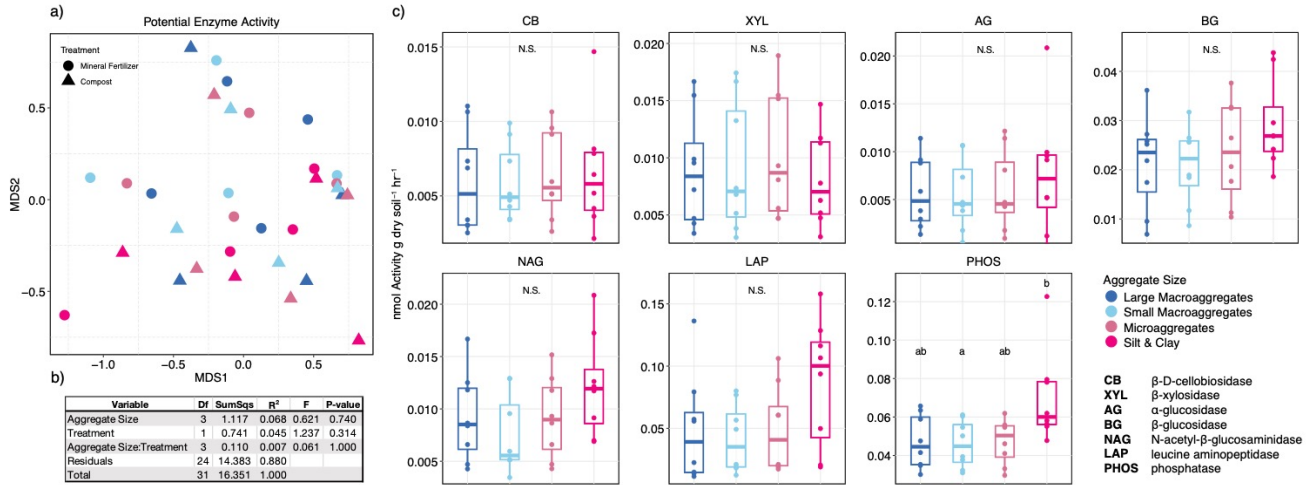 a)
Potential Enzyme Activity
Treatment
Mineral Fertilizer
Compost
MDS2
0.5
0.0
−0.5
−1.0
−0.5
0.0
0.5
MDS1
b)
Variable Df SumSqs R² F P-value
Aggregate Size 3 1.117 0.068 0.621 0.740
Treatment 1 0.741 0.045 1.237 0.314
Aggregate Size:Treatment 3 0.110 0.007 0.061 1.000
Residuals 24 14.383 0.880
Total 31 16.351 1.000
c)
nmol Activity g dry soil⁻¹ hr⁻¹
CB
N.S.
0.015
0.010
0.005
XYL
N.S.
0.020
0.015
0.010
0.005
AG
N.S.
0.020
0.015
0.010
0.005
BG
N.S.
0.04
0.03
0.02
0.01
NAG
N.S.
0.020
0.015
0.010
0.005
LAP
N.S.
0.15
0.10
0.05
PHOS
b
ab a ab
0.12
0.10
0.08
0.06
0.04
Aggregate Size
Large Macroaggregates
Small Macroaggregates
Microaggregates
Silt & Clay
CB β-D-cellobiosidase
XYL β-xylosidase
AG α-glucosidase
BG β-glucosidase
NAG N-acetyl-β-glucosaminidase
LAP leucine aminopeptidase
PHOS phosphatase